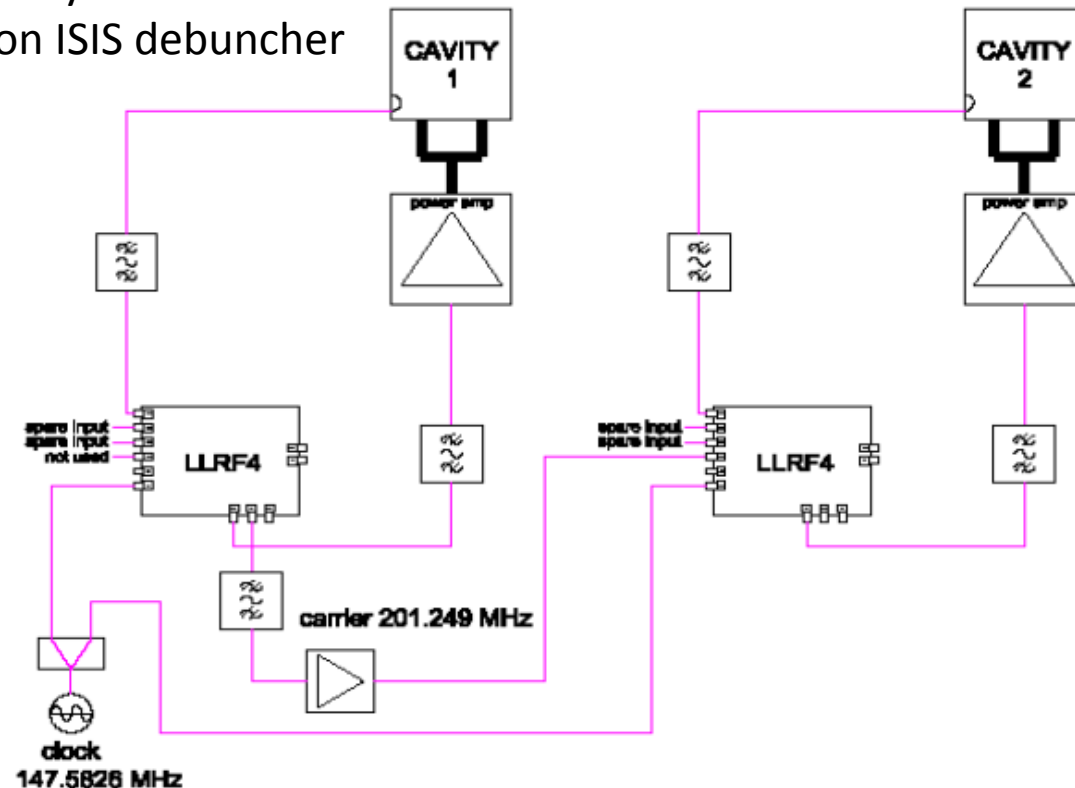 on ISIS debuncher
CAVITY
1
CAVITY
2
power amp
power amp
spare input
spare input
not used
LLRF4
spare input
spare input
LLRF4
carrier 201.249 MHz
clock
147.5826 MHz